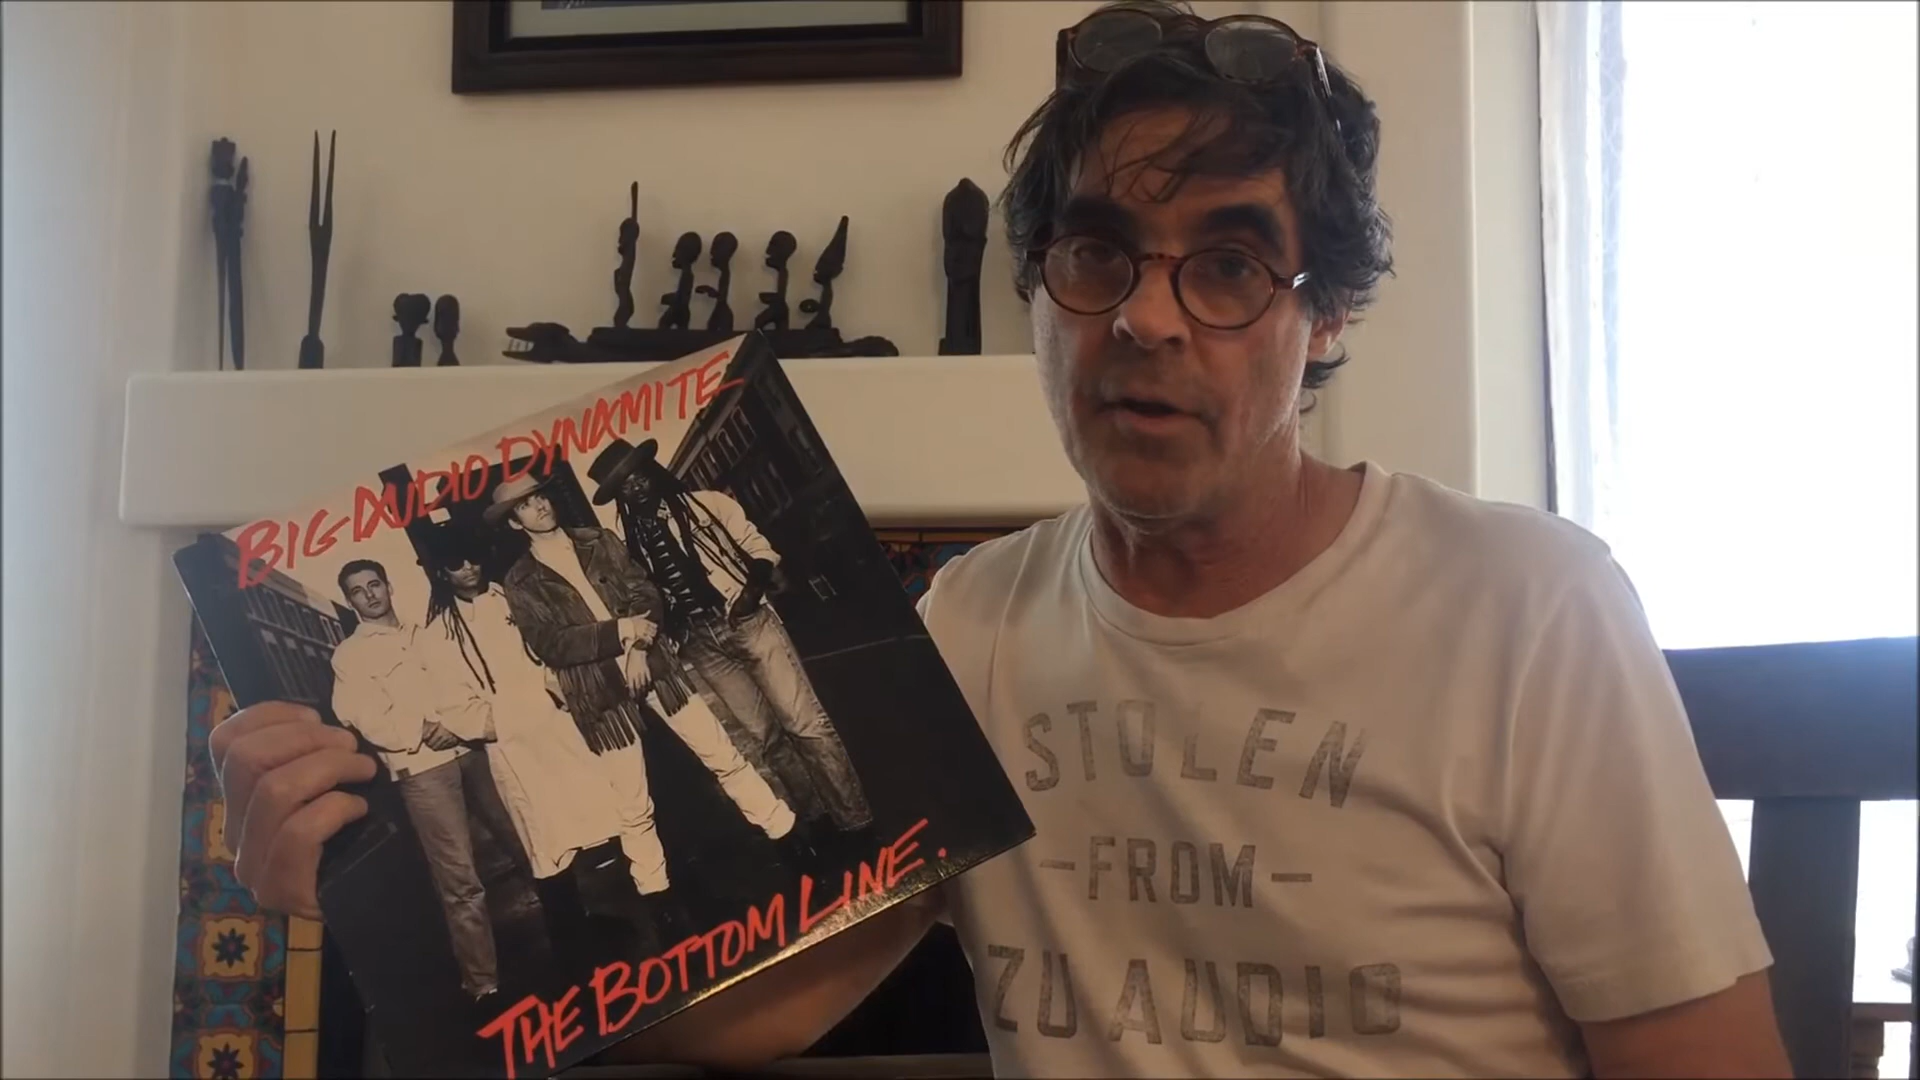 BIG AUDIO DYNAMITE
THE BOTTOM LINE.
STOLEN
-FROM-
ZU AUDIO